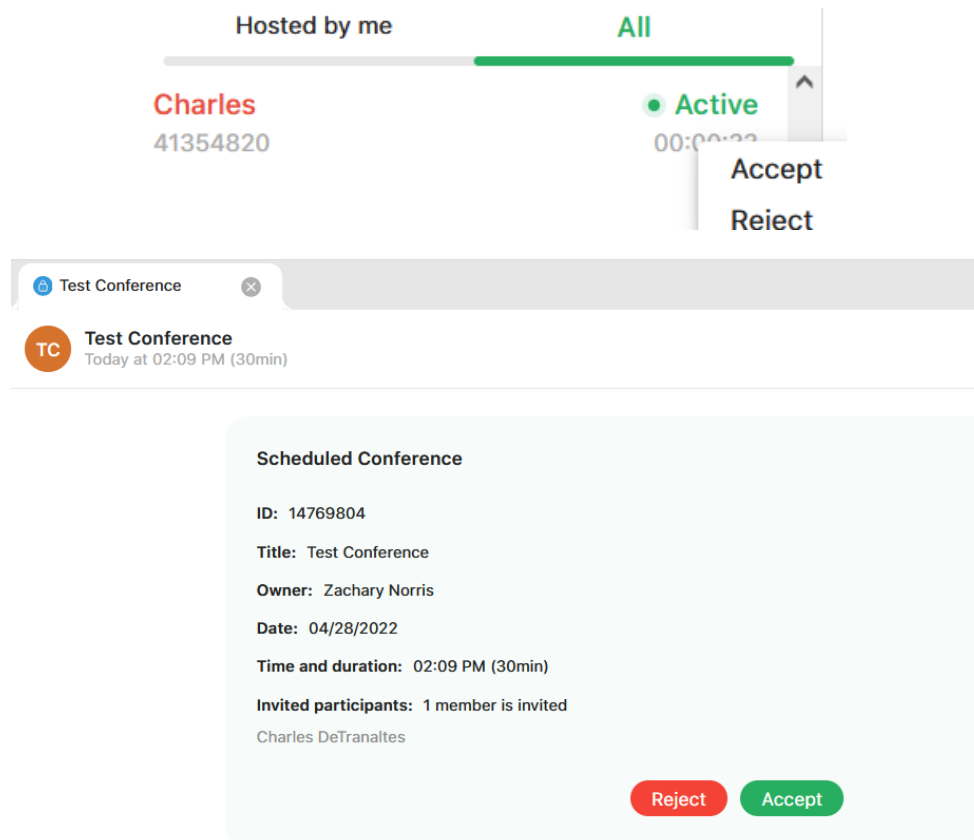 Hosted by me All
Charles Active
41354820
Accept
Reject
Test Conference
TC Test Conference
Today at 02:09 PM (30min)
Scheduled Conference
ID: 14769804
Title: Test Conference
Owner: Zachary Norris
Date: 04/28/2022
Time and duration: 02:09 PM (30min)
Invited participants: 1 member is invited
Charles DeTranaltes
Reject Accept